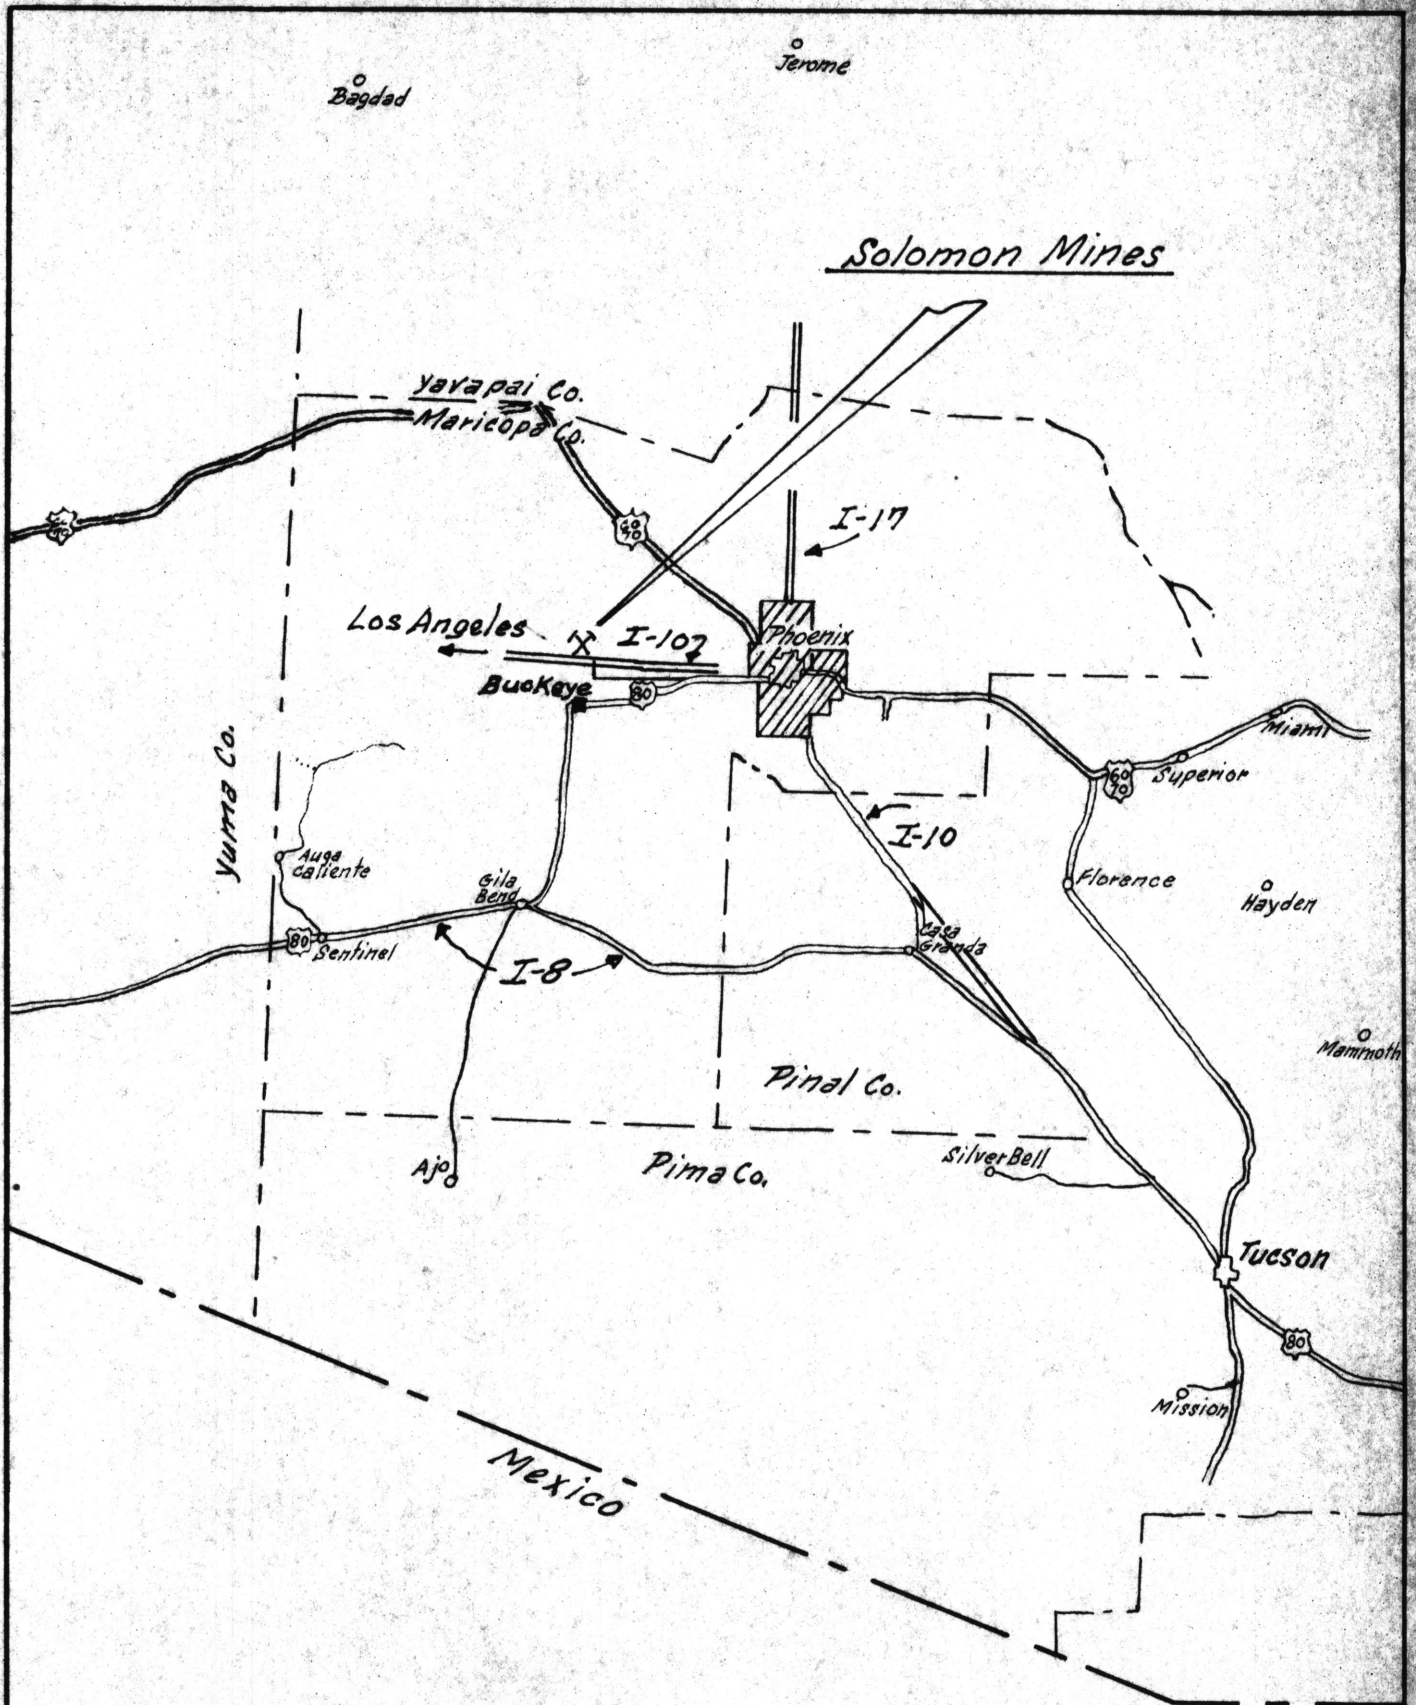 Jerome
Bagdad
Solomon Mines
Yavapai Co.
Maricopa Co.
60
70
I-17
Los Angeles
I-10
Phoenix
Buckeye
80
Miami
60
70
Superior
Yuma Co.
I-10
Auga
caliente
Gila
Bend
Florence
Hayden
Casa
Granda
80
Sentinel
I-8
Mammoth
Pinal Co.
Ajo
Pima Co.
Silver Bell
Tucson
80
Mission
Mexico